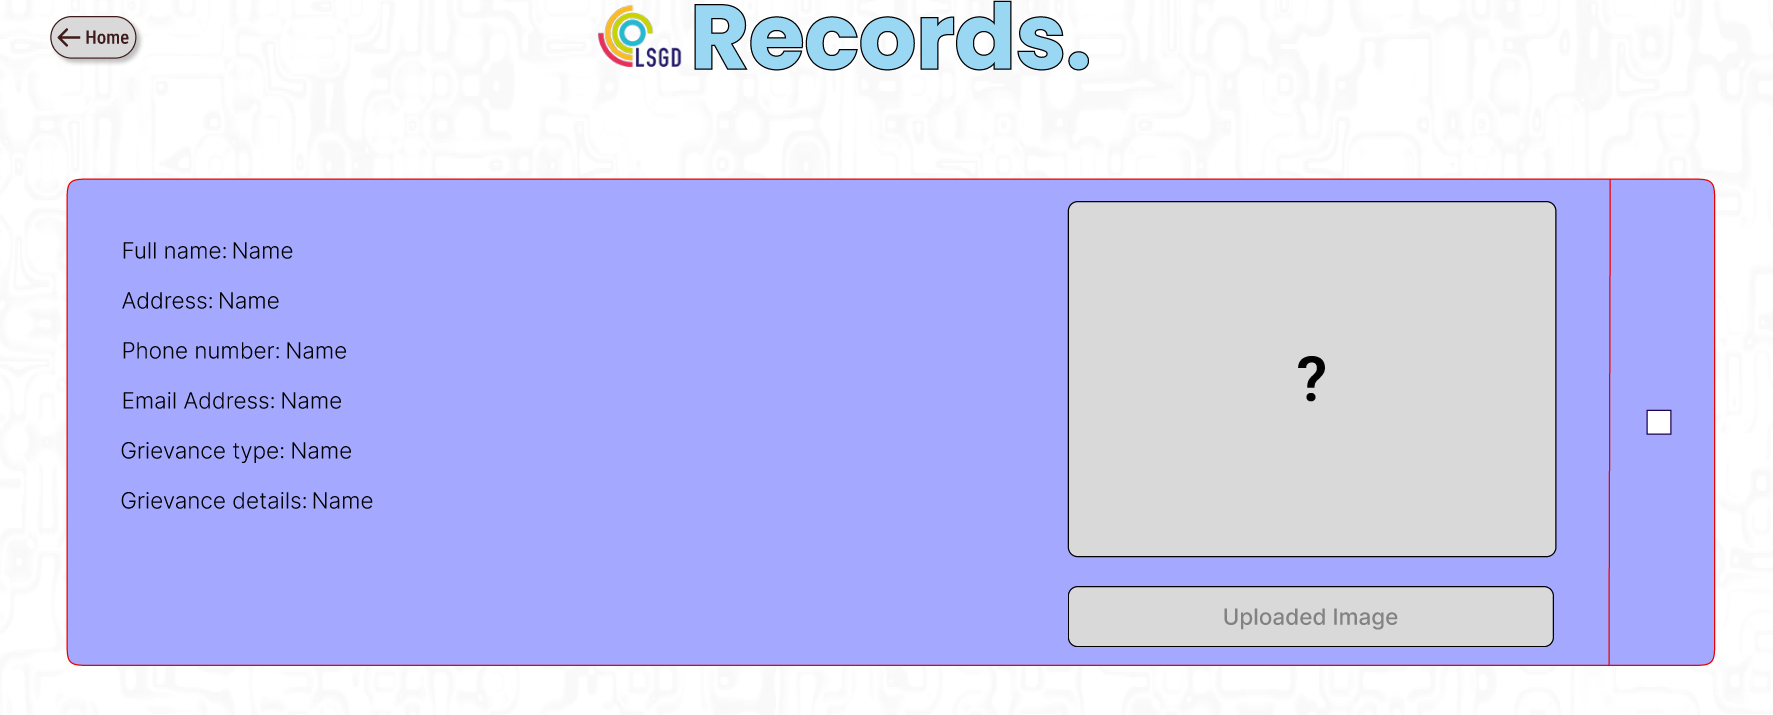 ← Home
LSGD Records.
Full name: Name
Address: Name
Phone number: Name
Email Address: Name
Grievance type: Name
Grievance details: Name
?
Uploaded Image